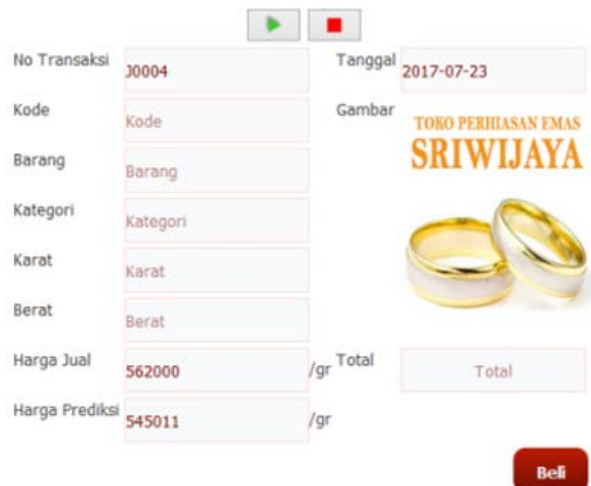 No Transaksi J0004 Tanggal 2017-07-23
Kode Kode Gambar
TOKO PERHIASAN EMAS
SRIWIJAYA
Barang Barang
Kategori Kategori
Karat Karat
Berat Berat
Harga Jual 562000 /gr Total Total
Harga Prediksi 545011 /gr
Beli